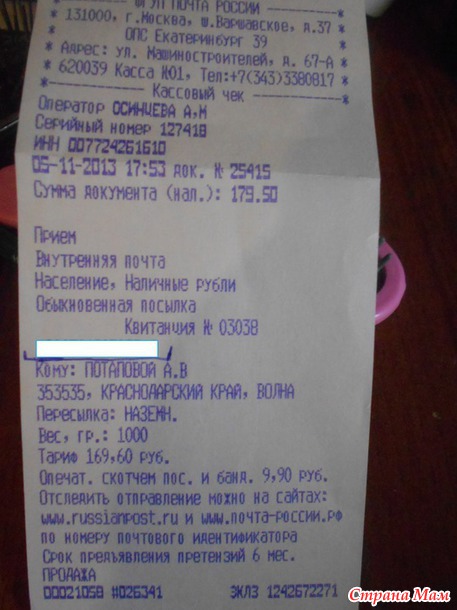 * ФГУП ПОЧТА РОССИИ *
* 131000, г.Москва, ш.Варшавское, д.37 *
* ОПС Екатеринбург 39 *
* Адрес: ул. Машиностроителей, д. 67-А *
* 620039 Касса №01, Тел:+7(343)3380817 *
*---------- Кассовый чек ----------*
Оператор ОСИНЦЕВА А,Н
Серийный номер 127418
ИНН 007724261610
05-11-2013 17:53 док. № 25415
Сумма документа (нал.): 179.50
Прием
Внутренняя почта
Население, Наличные рубли
Обыкновенная посылка
Квитанция № 03038
Кому: ПОТАПОВОЙ А.В
353535, КРАСНОДАРСКИЙ КРАЙ, ВОЛНА
Пересылка: НАЗЕМН.
Вес, гр.: 1000
Тариф 169,60 руб.
Опечат. скотчем пос. и банд. 9,90 руб.
Отследить отправление можно на сайтах:
www.russianpost.ru и www.почта-россии.рф
по номеру почтового идентификатора
Срок предъявления претензий 6 мес.
ПРОДАЖА
00021058 #026341 ЭКЛЗ 1242672271
Страна Мам